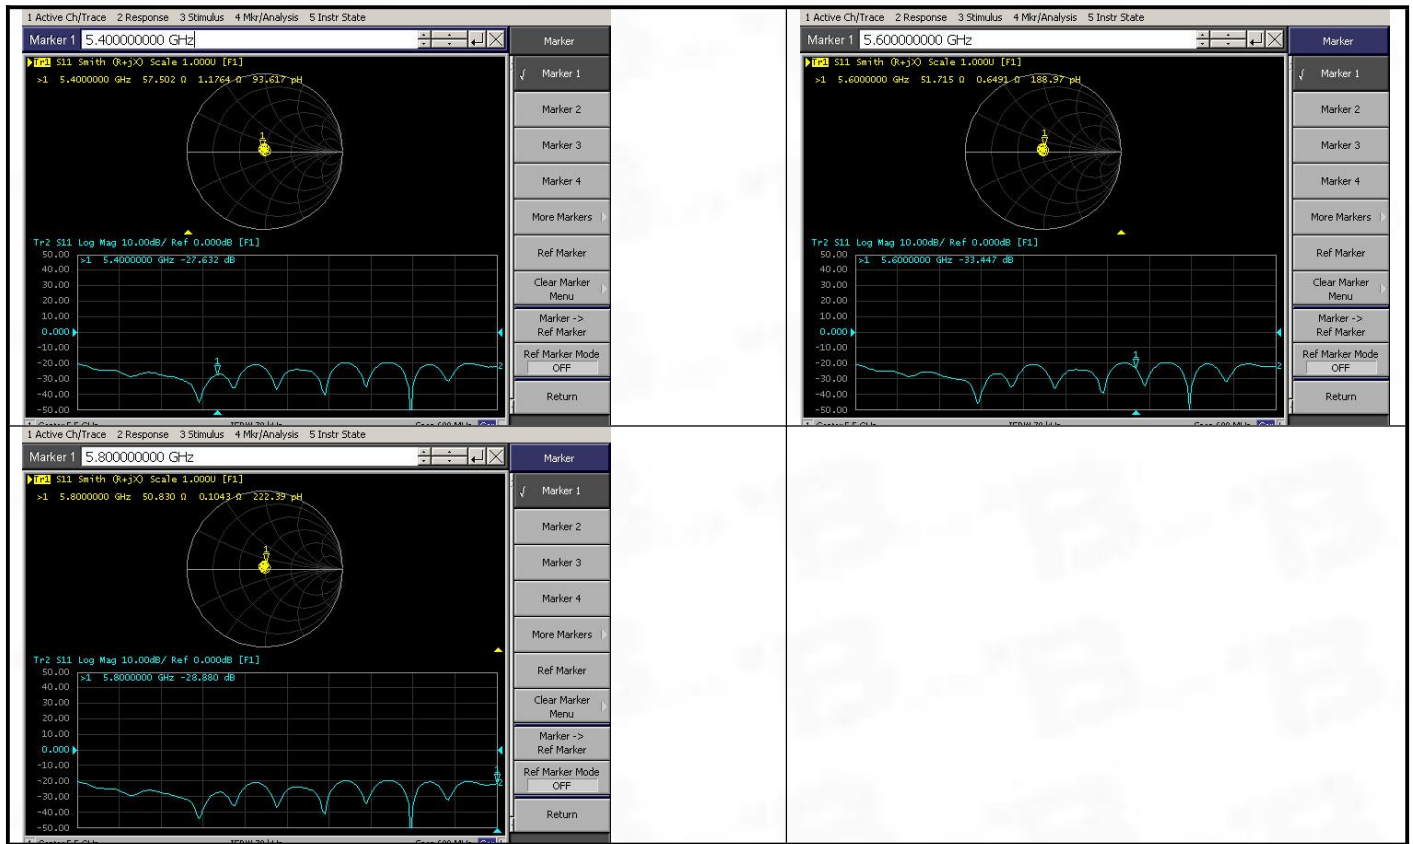 1 Active Ch/Trace 2 Response 3 Stimulus 4 Mkr/Analysis 5 Instr State
Marker 1 5.400000000 GHz
Tr1 S11 Smith (R+jX) Scale 1.000U [F1]
>1 5.4000000 GHz 57.502 Ω 1.1764 Ω 93.617 pH
1
Tr2 S11 Log Mag 10.00dB/ Ref 0.000dB [F1]
>1 5.4000000 GHz -27.632 dB
50.00
40.00
30.00
20.00
10.00
0.000
-10.00
-20.00
-30.00
-40.00
-50.00
1
2
Marker
√ Marker 1
Marker 2
Marker 3
Marker 4
More Markers
Ref Marker
Clear Marker
Menu
Marker ->
Ref Marker
Ref Marker Mode
OFF
Return
1 Active Ch/Trace 2 Response 3 Stimulus 4 Mkr/Analysis 5 Instr State
Marker 1 5.600000000 GHz
Tr1 S11 Smith (R+jX) Scale 1.000U [F1]
>1 5.6000000 GHz 51.715 Ω 0.6491 Ω 188.97 pH
1
Tr2 S11 Log Mag 10.00dB/ Ref 0.000dB [F1]
>1 5.6000000 GHz -33.447 dB
50.00
40.00
30.00
20.00
10.00
0.000
-10.00
-20.00
-30.00
-40.00
-50.00
1
2
Marker
√ Marker 1
Marker 2
Marker 3
Marker 4
More Markers
Ref Marker
Clear Marker
Menu
Marker ->
Ref Marker
Ref Marker Mode
OFF
Return
1 Active Ch/Trace 2 Response 3 Stimulus 4 Mkr/Analysis 5 Instr State
Marker 1 5.800000000 GHz
Tr1 S11 Smith (R+jX) Scale 1.000U [F1]
>1 5.8000000 GHz 50.830 Ω 0.1043 Ω 222.39 pH
1
Tr2 S11 Log Mag 10.00dB/ Ref 0.000dB [F1]
>1 5.8000000 GHz -28.880 dB
50.00
40.00
30.00
20.00
10.00
0.000
-10.00
-20.00
-30.00
-40.00
-50.00
1
2
Marker
√ Marker 1
Marker 2
Marker 3
Marker 4
More Markers
Ref Marker
Clear Marker
Menu
Marker ->
Ref Marker
Ref Marker Mode
OFF
Return